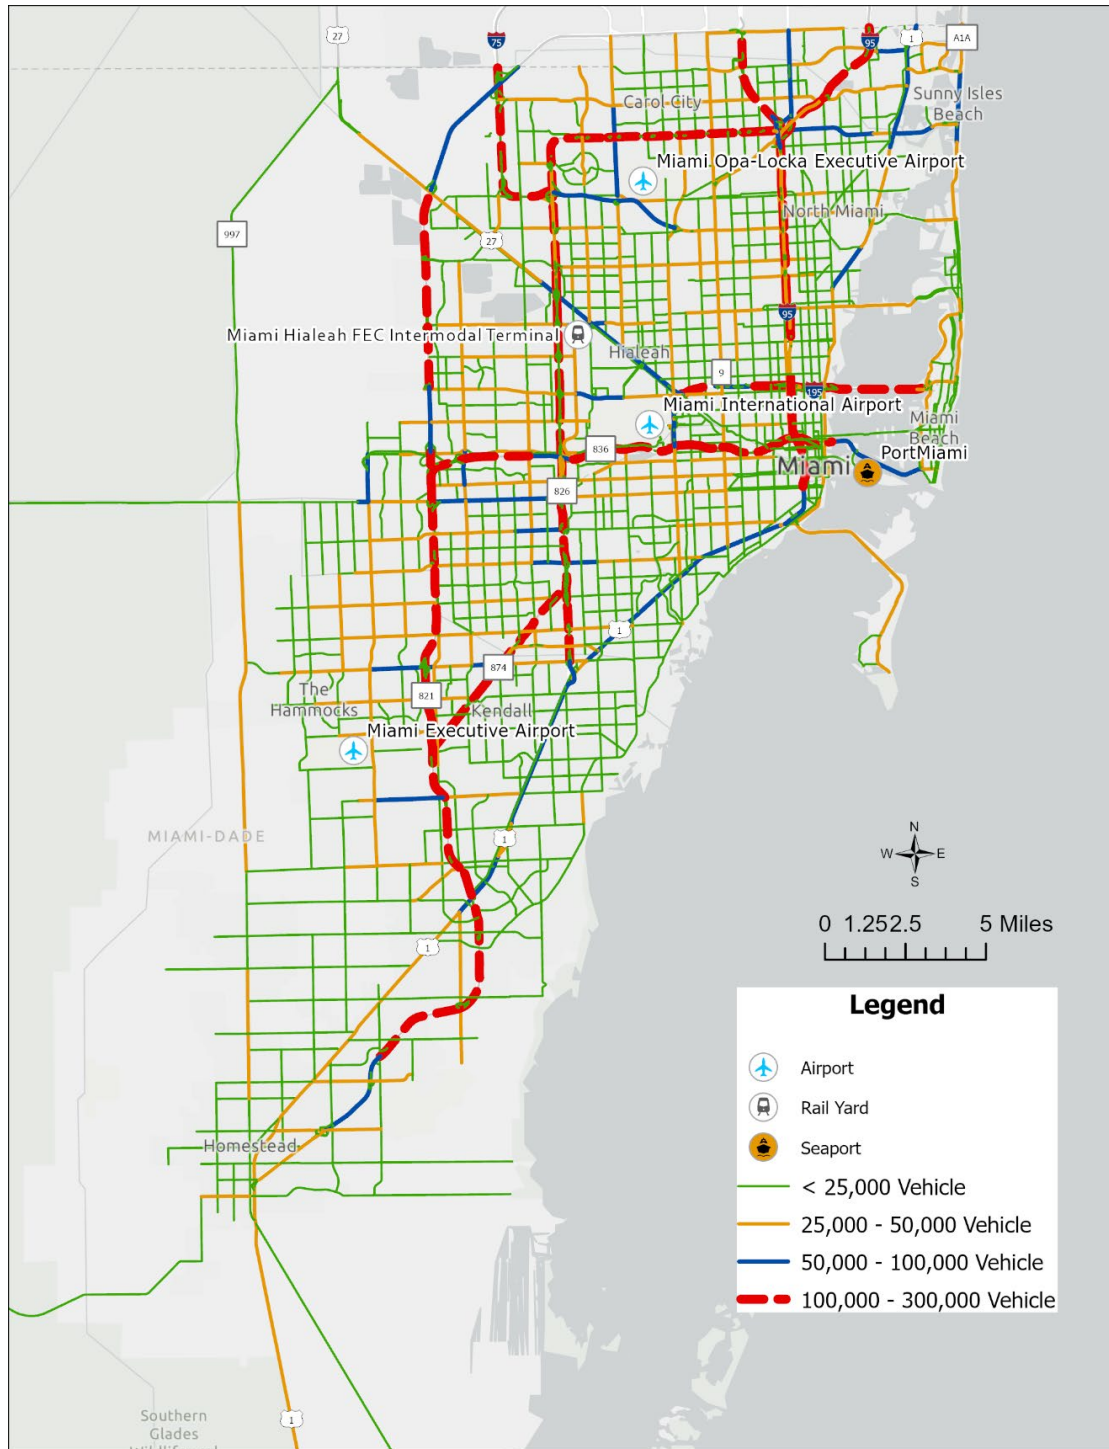 27
75
95
1
A1A
Carol City
Sunny Isles
Beach
Miami Opa-Locka Executive Airport
North Miami
997
27
95
Miami Hialeah FEC Intermodal Terminal
Hialeah
9
195
Miami International Airport
Miami
Beach
836
PortMiami
Miami
826
1
874
The
Hammocks
821
Kendall
Miami Executive Airport
MIAMI-DADE
1
N
W E
S
0 1.252.5 5 Miles
1
Legend
Airport
Rail Yard
Seaport
< 25,000 Vehicle
25,000 - 50,000 Vehicle
50,000 - 100,000 Vehicle
100,000 - 300,000 Vehicle
Homestead
1
Southern
Glades